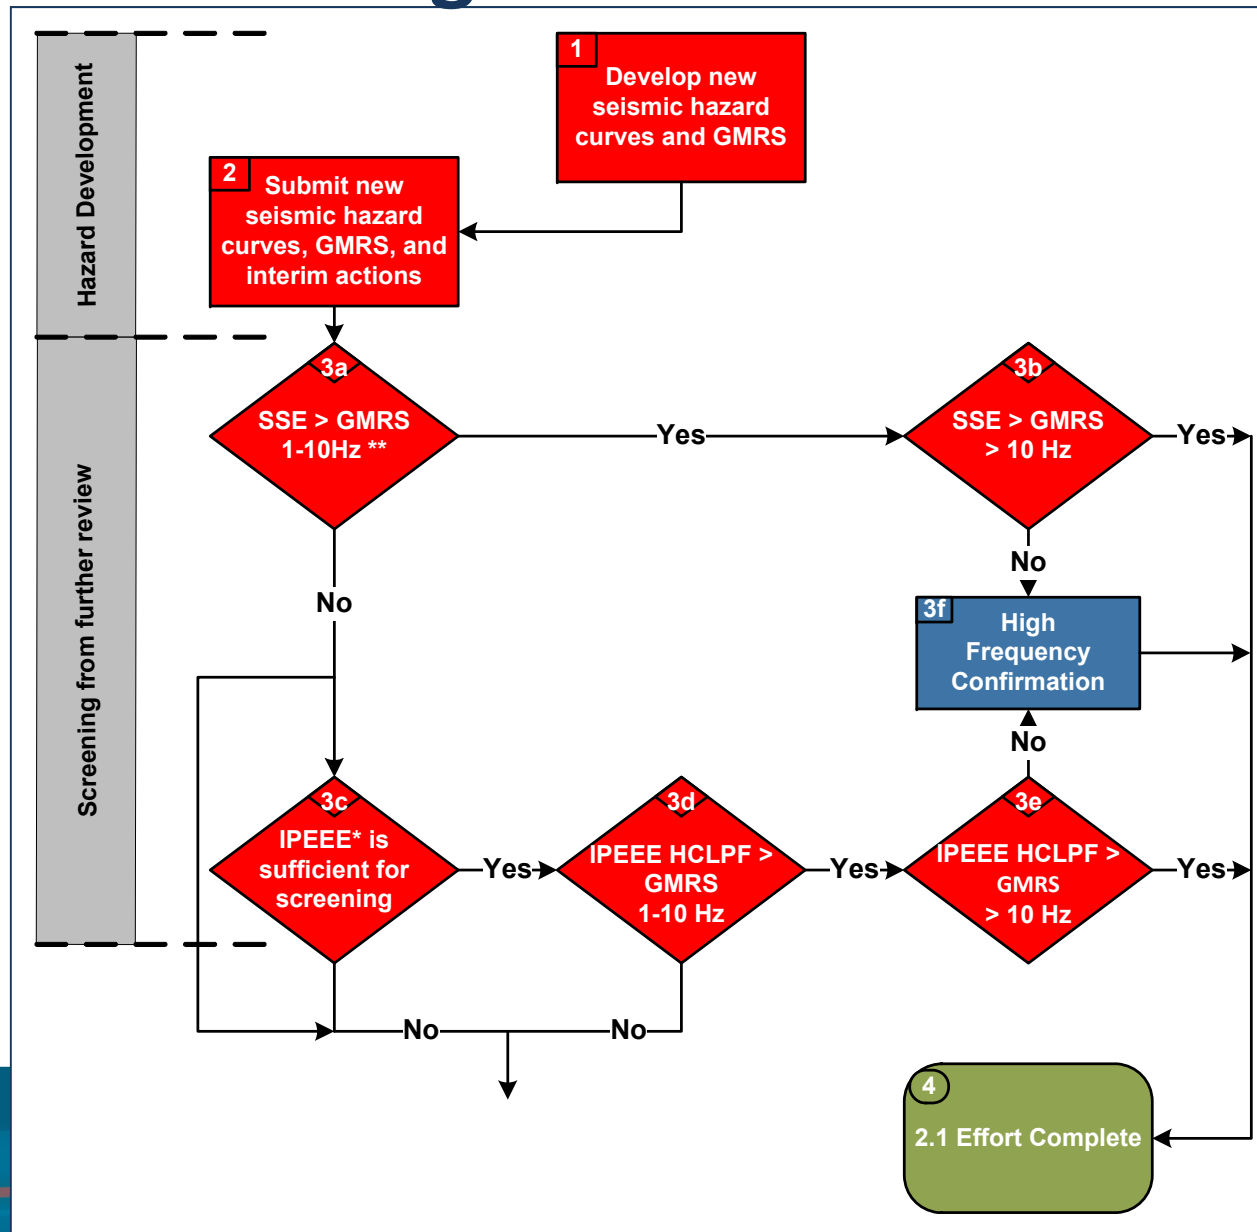 Hazard Development
1
Develop new
seismic hazard
curves and GMRS
2
Submit new
seismic hazard
curves, GMRS, and
interim actions
Screening from further review
3a
SSE > GMRS
1-10Hz **
Yes
3b
SSE > GMRS
> 10 Hz
Yes
No
No
3f
High
Frequency
Confirmation
No
3c
IPEEE* is
sufficient for
screening
Yes
3d
IPEEE HCLPF >
GMRS
1-10 Hz
Yes
3e
IPEEE HCLPF >
GMRS
> 10 Hz
Yes
No
No
4
2.1 Effort Complete